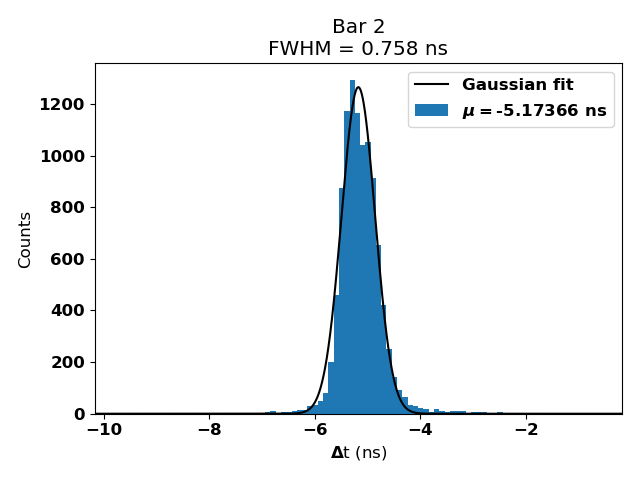 Bar 2
FWHM = 0.758 ns
Gaussian fit
μ = -5.17366 ns
Counts
1200
1000
800
600
400
200
0
−10
−8
−6
−4
−2
Δt (ns)